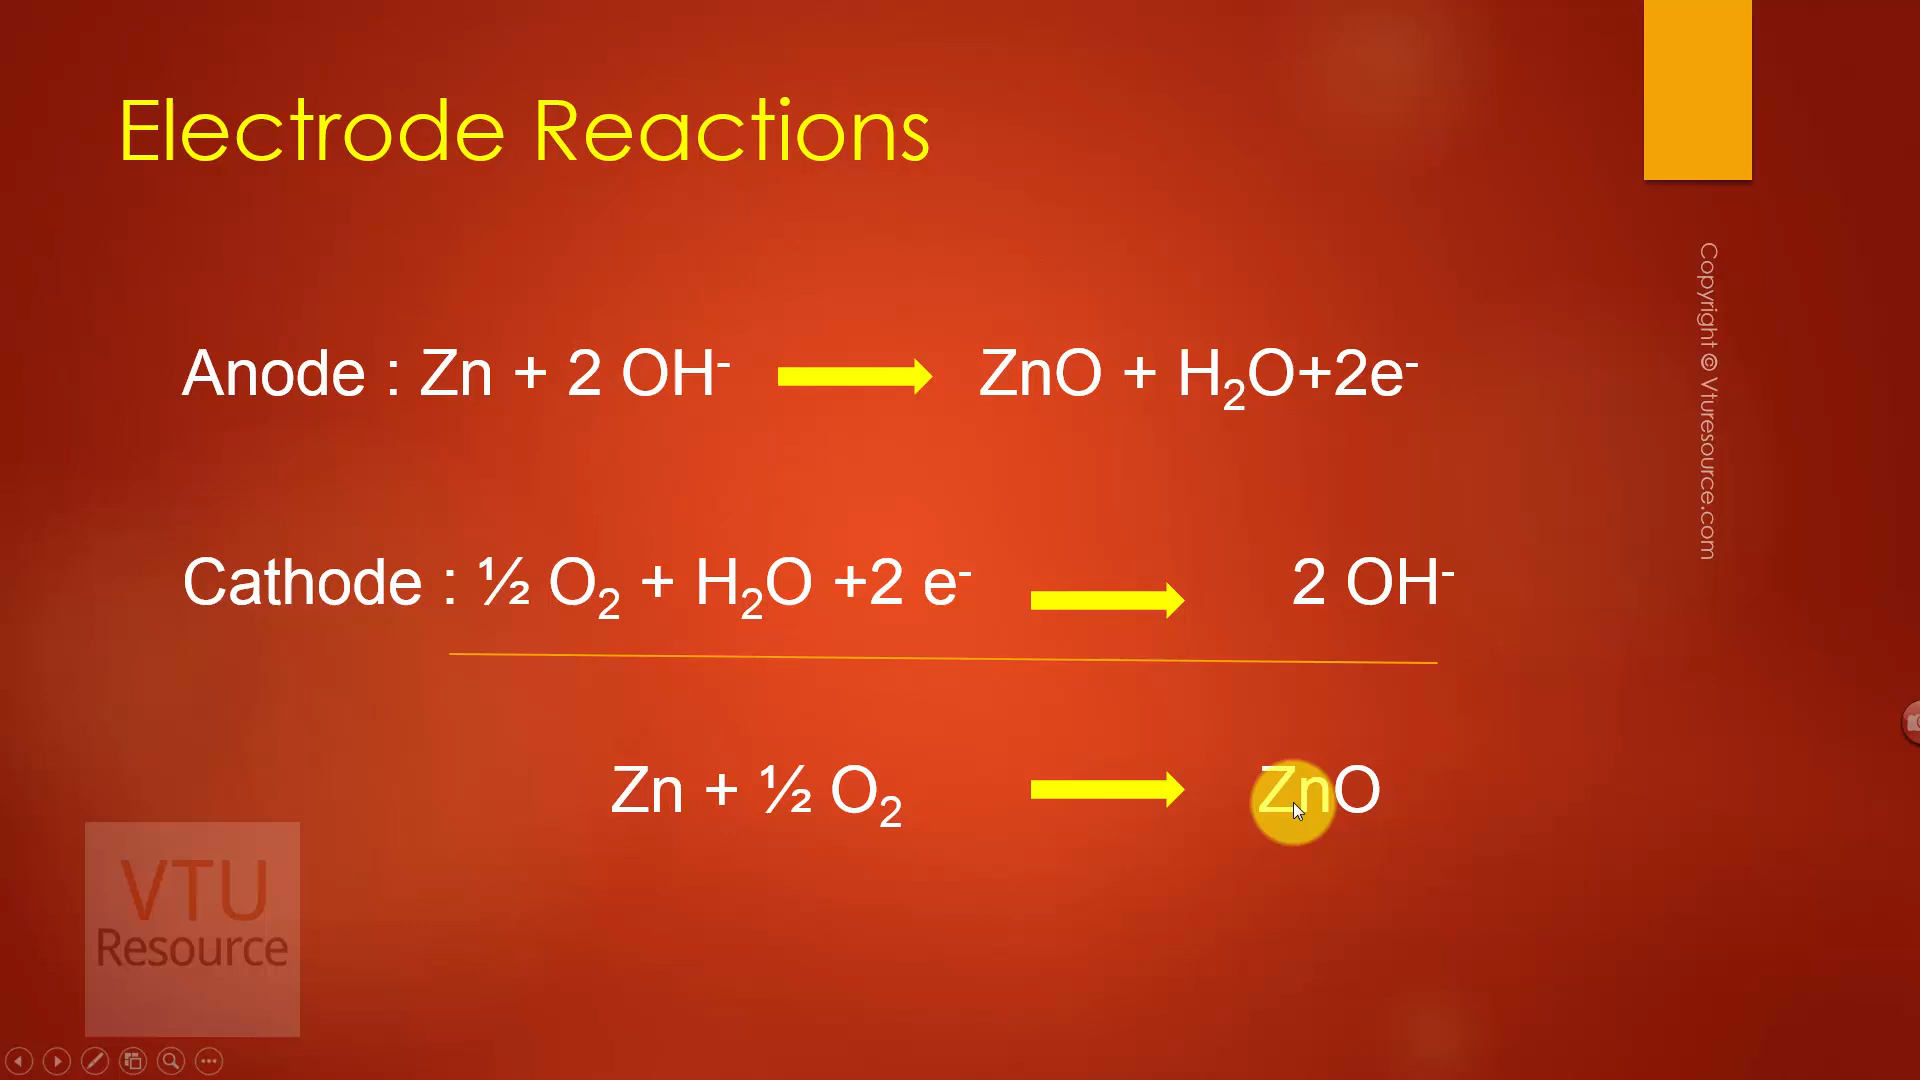 Electrode Reactions
Anode : Zn + 2 OH⁻ → ZnO + H₂O+2e⁻
Cathode : ½ O₂ + H₂O +2 e⁻ → 2 OH⁻
Zn + ½ O₂ → ZnO
Copyright © Vturesource.com
VTU
Resource